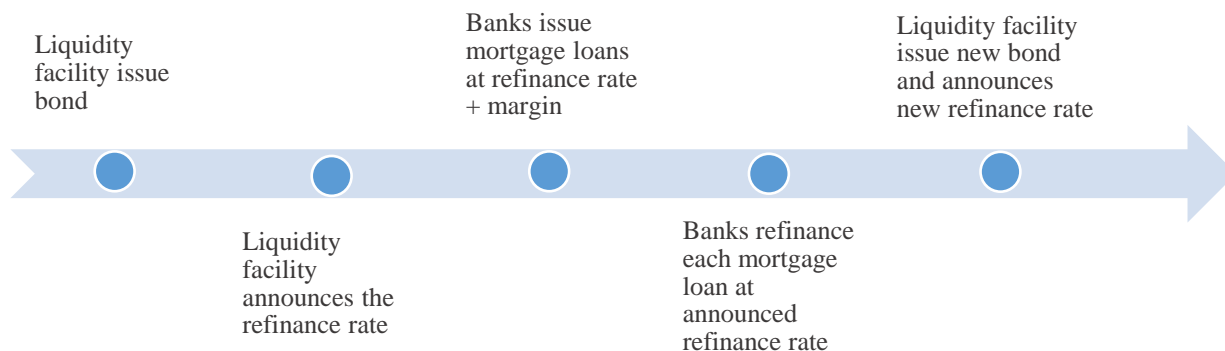 Liquidity
facility issue
bond
Liquidity
facility
announces the
refinance rate
Banks issue
mortgage loans
at refinance rate
+ margin
Banks refinance
each mortgage
loan at
announced
refinance rate
Liquidity facility
issue new bond
and announces
new refinance rate